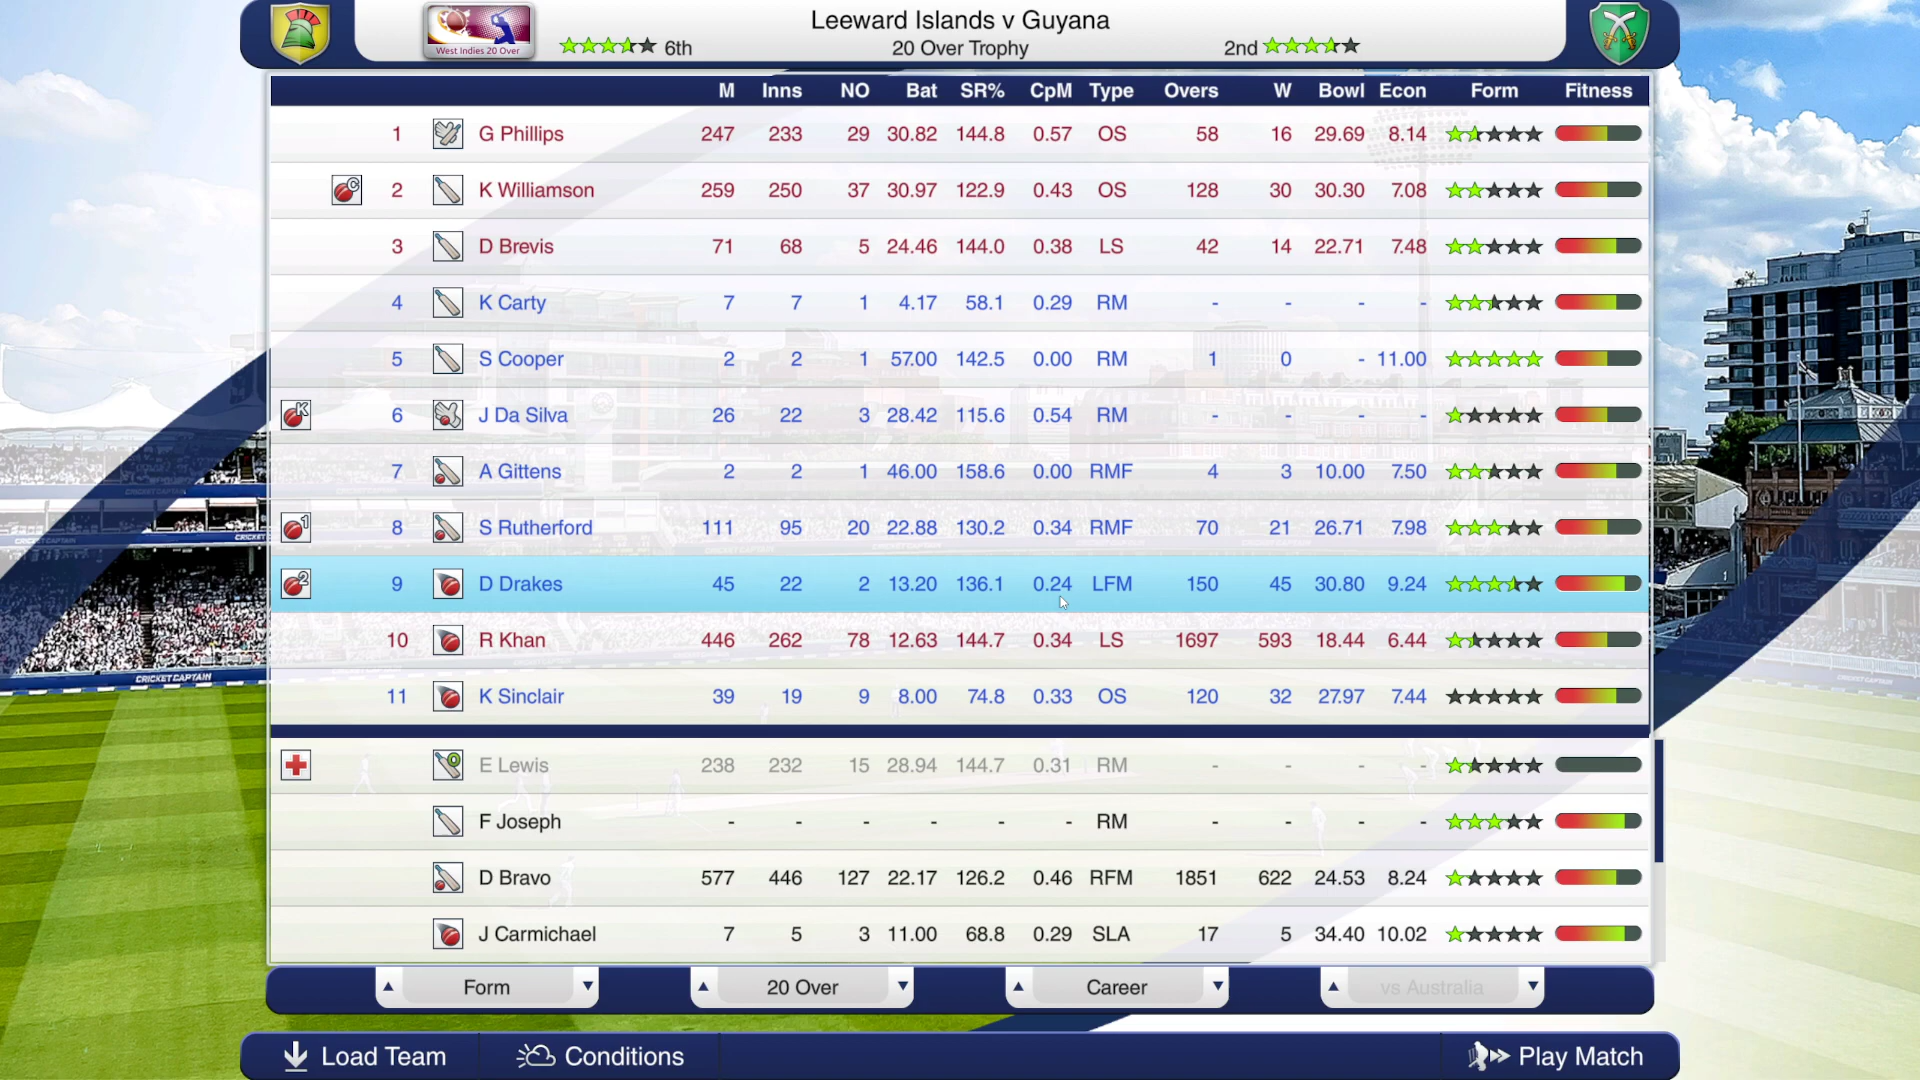 Leeward Islands v Guyana
West Indies 20 Over 6th 20 Over Trophy 2nd
M Inns NO Bat SR% CpM Type Overs W Bowl Econ Form Fitness
1 G Phillips 247 233 29 30.82 144.8 0.57 OS 58 16 29.69 8.14
C 2 K Williamson 259 250 37 30.97 122.9 0.43 OS 128 30 30.30 7.08
3 D Brevis 71 68 5 24.46 144.0 0.38 LS 42 14 22.71 7.48
4 K Carty 7 7 1 4.17 58.1 0.29 RM - - - -
5 S Cooper 2 2 1 57.00 142.5 0.00 RM 1 0 - 11.00
K 6 J Da Silva 26 22 3 28.42 115.6 0.54 RM - - - -
7 A Gittens 2 2 1 46.00 158.6 0.00 RMF 4 3 10.00 7.50
1 8 S Rutherford 111 95 20 22.88 130.2 0.34 RMF 70 21 26.71 7.98
2 9 D Drakes 45 22 2 13.20 136.1 0.24 LFM 150 45 30.80 9.24
10 R Khan 446 262 78 12.63 144.7 0.34 LS 1697 593 18.44 6.44
11 K Sinclair 39 19 9 8.00 74.8 0.33 OS 120 32 27.97 7.44
E Lewis 238 232 15 28.94 144.7 0.31 RM - - - -
F Joseph - - - - - - RM - - - -
D Bravo 577 446 127 22.17 126.2 0.46 RFM 1851 622 24.53 8.24
J Carmichael 7 5 3 11.00 68.8 0.29 SLA 17 5 34.40 10.02
CRICKET CAPTAIN
Form 20 Over Career vs Australia
Load Team Conditions Play Match